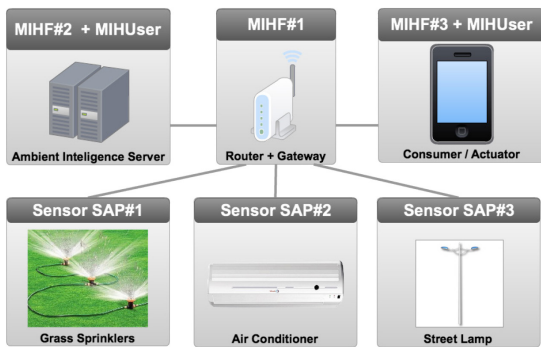 MIHF#2 + MIHUser
MIHF#1
MIHF#3 + MIHUser
Ambient Inteligence Server
Router + Gateway
Consumer / Actuator
Sensor SAP#1
Sensor SAP#2
Sensor SAP#3
Grass Sprinklers
Air Conditioner
Street Lamp